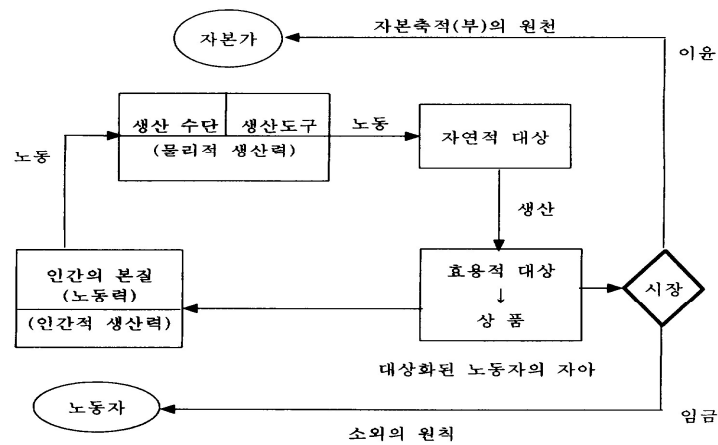 자본축적(부)의 원천
자본가
이윤
생산 수단 생산도구
(물리적 생산력)
노동
노동
자연적 대상
생산
인간의 본질
(노동력)
(인간적 생산력)
효용적 대상
↓
상 품
시장
대상화된 노동자의 자아
노동자
임금
소외의 원칙